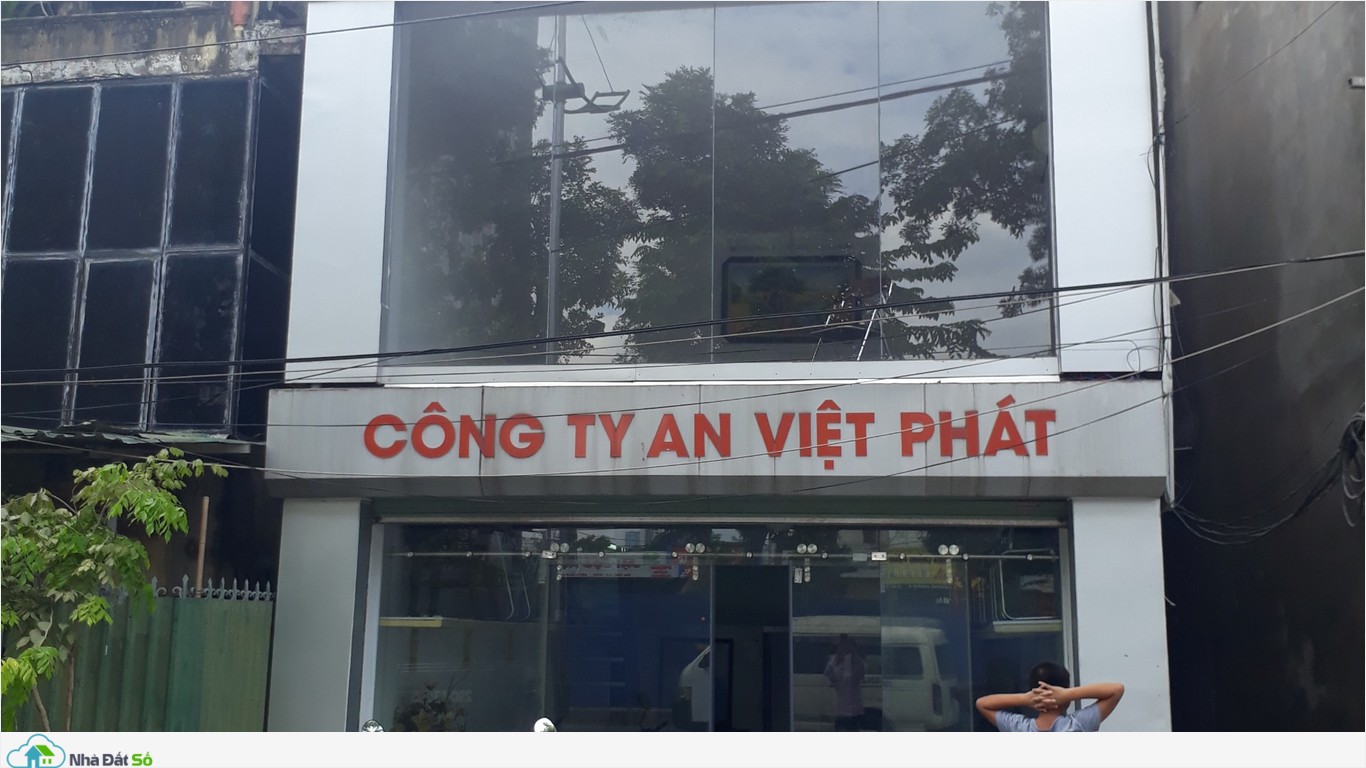 CÔNG TY AN VIỆT PHÁT
Nhà Đất Số